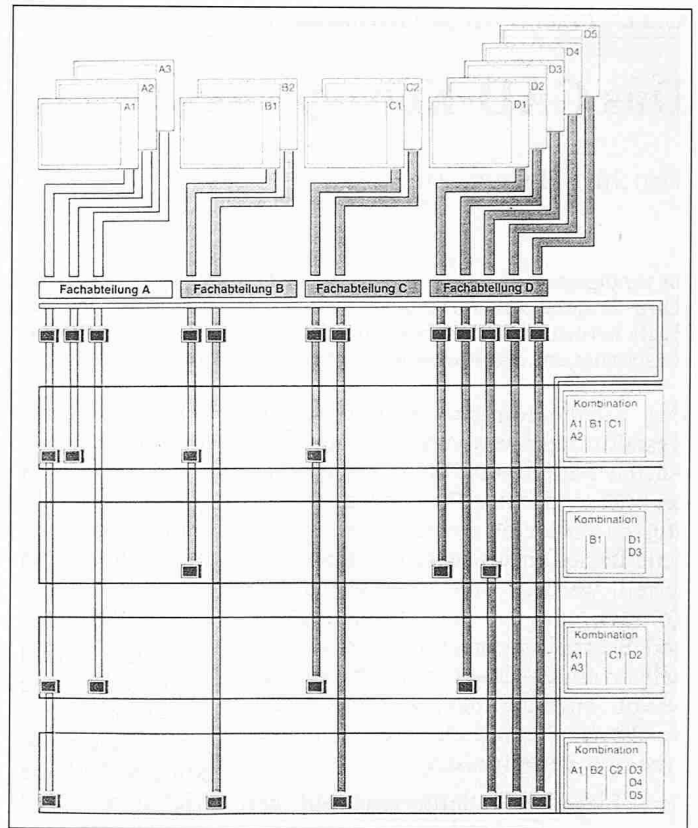 D5
D4
A3 D3
A2 B2 C2 D2
A1 B1 C1 D1
Fachabteilung A Fachabteilung B Fachabteilung C Fachabteilung D
Kombination
A1 B1 C1
A2
Kombination
B1 D1
D3
Kombination
A1 C1 D2
A3
Kombination
A1 B2 C2 D3
D4
D5